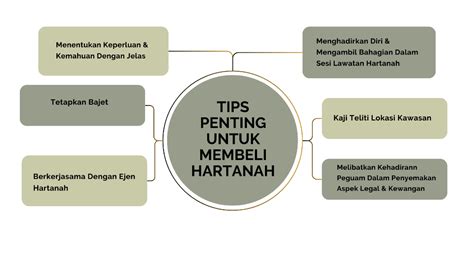 TIPS
PENTING
UNTUK
MEMBELI
HARTANAH
Menentukan Keperluan &
Kemahuan Dengan Jelas
Tetapkan Bajet
Berkerjasama Dengan Ejen
Hartanah
Menghadirkan Diri &
Mengambil Bahagian Dalam
Sesi Lawatan Hartanah
Kaji Teliti Lokasi Kawasan
Melibatkan Kehadirann
Peguam Dalam Penyemakan
Aspek Legal & Kewangan